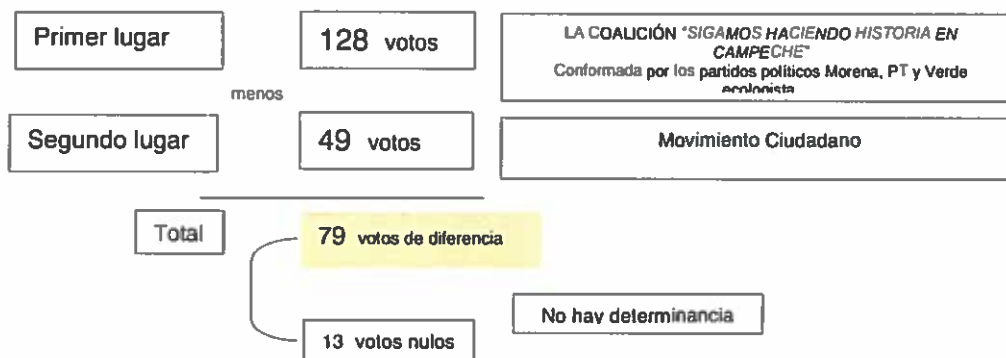 Primer lugar
128 votos
LA COALICIÓN "SIGAMOS HACIENDO HISTORIA EN
CAMPECHE"
Conformada por los partidos políticos Morena, PT y Verde
ecologista
menos
Segundo lugar
49 votos
Movimiento Ciudadano
Total
79 votos de diferencia
No hay determinancia
13 votos nulos